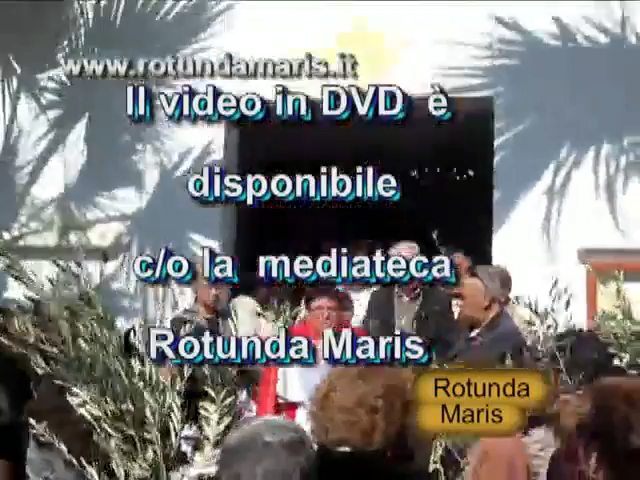 www.rotundamaris.it
Il video in DVD è
disponibile
c/o la mediateca
Rotunda Maris
Rotunda
Maris